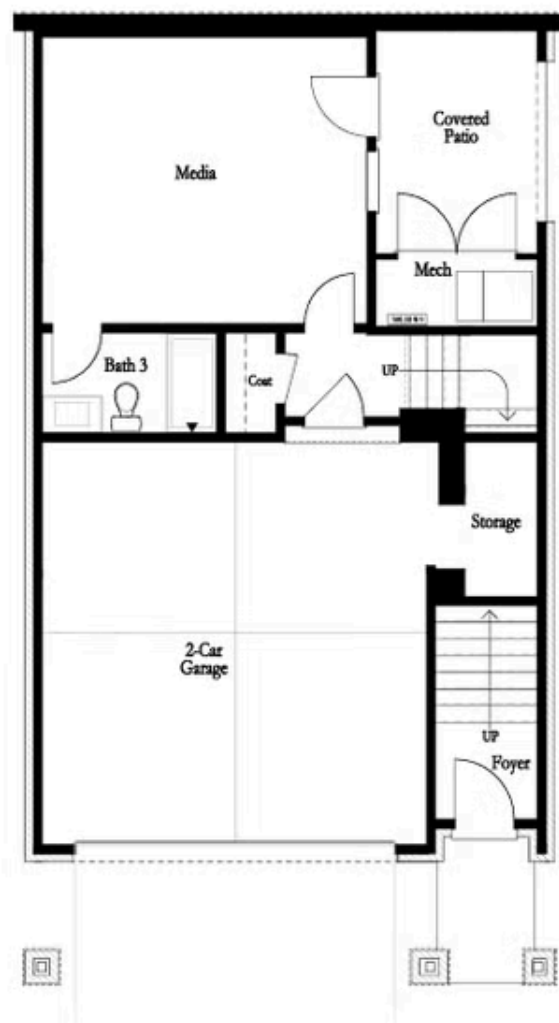 Covered
Patio
Media
Mech
Bath 3
Coat
UP
Storage
2-Car
Garage
UP
Foyer